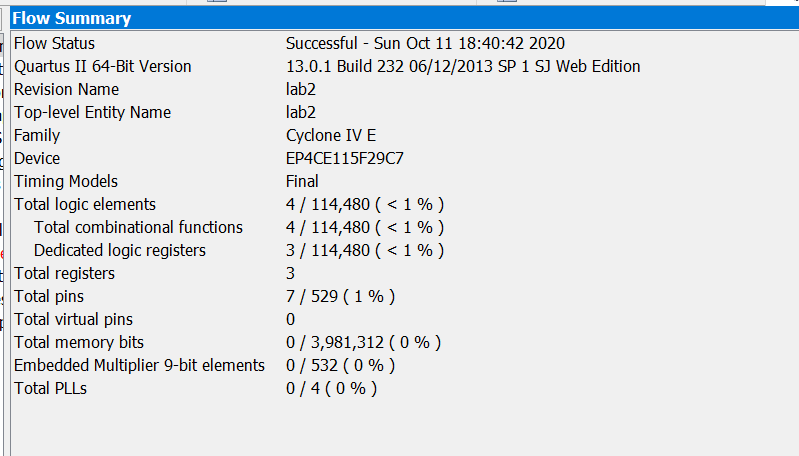 Flow Summary
Flow Status Successful - Sun Oct 11 18:40:42 2020
Quartus II 64-Bit Version 13.0.1 Build 232 06/12/2013 SP 1 SJ Web Edition
Revision Name lab2
Top-level Entity Name lab2
Family Cyclone IV E
Device EP4CE115F29C7
Timing Models Final
Total logic elements 4 / 114,480 ( < 1 % )
Total combinational functions 4 / 114,480 ( < 1 % )
Dedicated logic registers 3 / 114,480 ( < 1 % )
Total registers 3
Total pins 7 / 529 ( 1 % )
Total virtual pins 0
Total memory bits 0 / 3,981,312 ( 0 % )
Embedded Multiplier 9-bit elements 0 / 532 ( 0 % )
Total PLLs 0 / 4 ( 0 % )